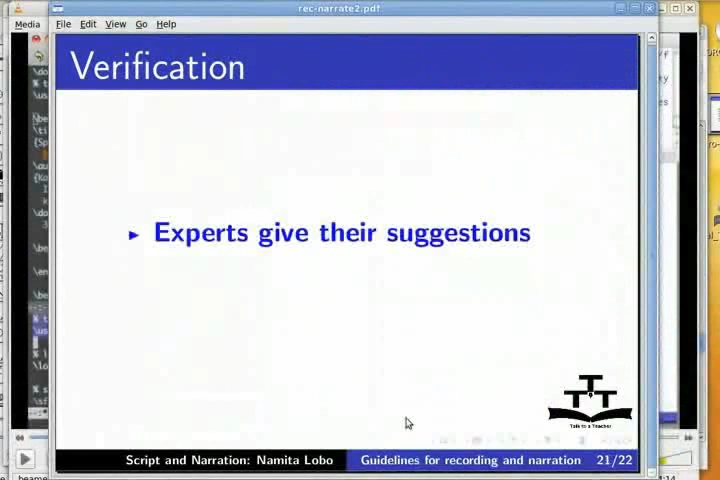 rec-narrate2.pdf
Media
File Edit View Go Help
Verification
Experts give their suggestions
Talk to a Teacher
Script and Narration: Namita Lobo
Guidelines for recording and narration 21/22